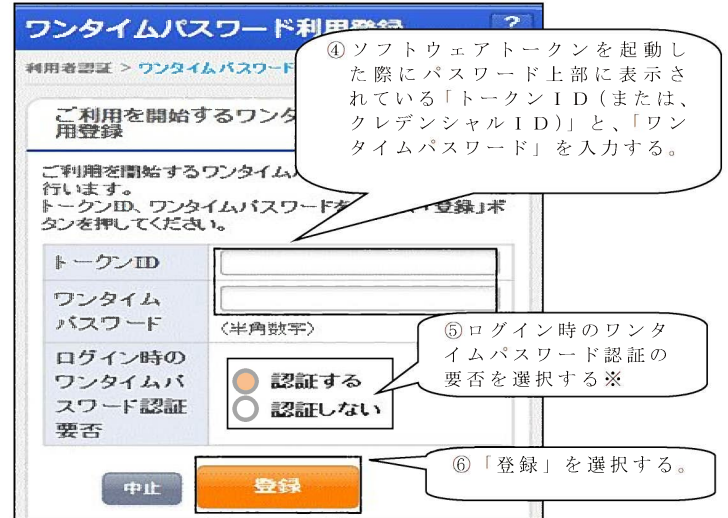 ワンタイムパスワード利用登録
?
利用者認証 > ワンタイムパスワード
④ソフトウェアトークンを起動し
た際にパスワード上部に表示さ
れている「トークンＩＤ（または、
クレデンシャルＩＤ）」と、「ワン
タイムパスワード」を入力する。
ご利用を開始するワンタ
用登録
ご利用を開始するワンタイム
行います。
トークンID、ワンタイムパスワードを 「登録」ボ
タンを押してください。
トークンID
ワンタイム
パスワード
(半角数字)
⑤ログイン時のワンタ
イムパスワード認証の
要否を選択する※
ログイン時の
ワンタイムパ
スワード認証
要否
認証する
認証しない
⑥「登録」を選択する。
中止
登録